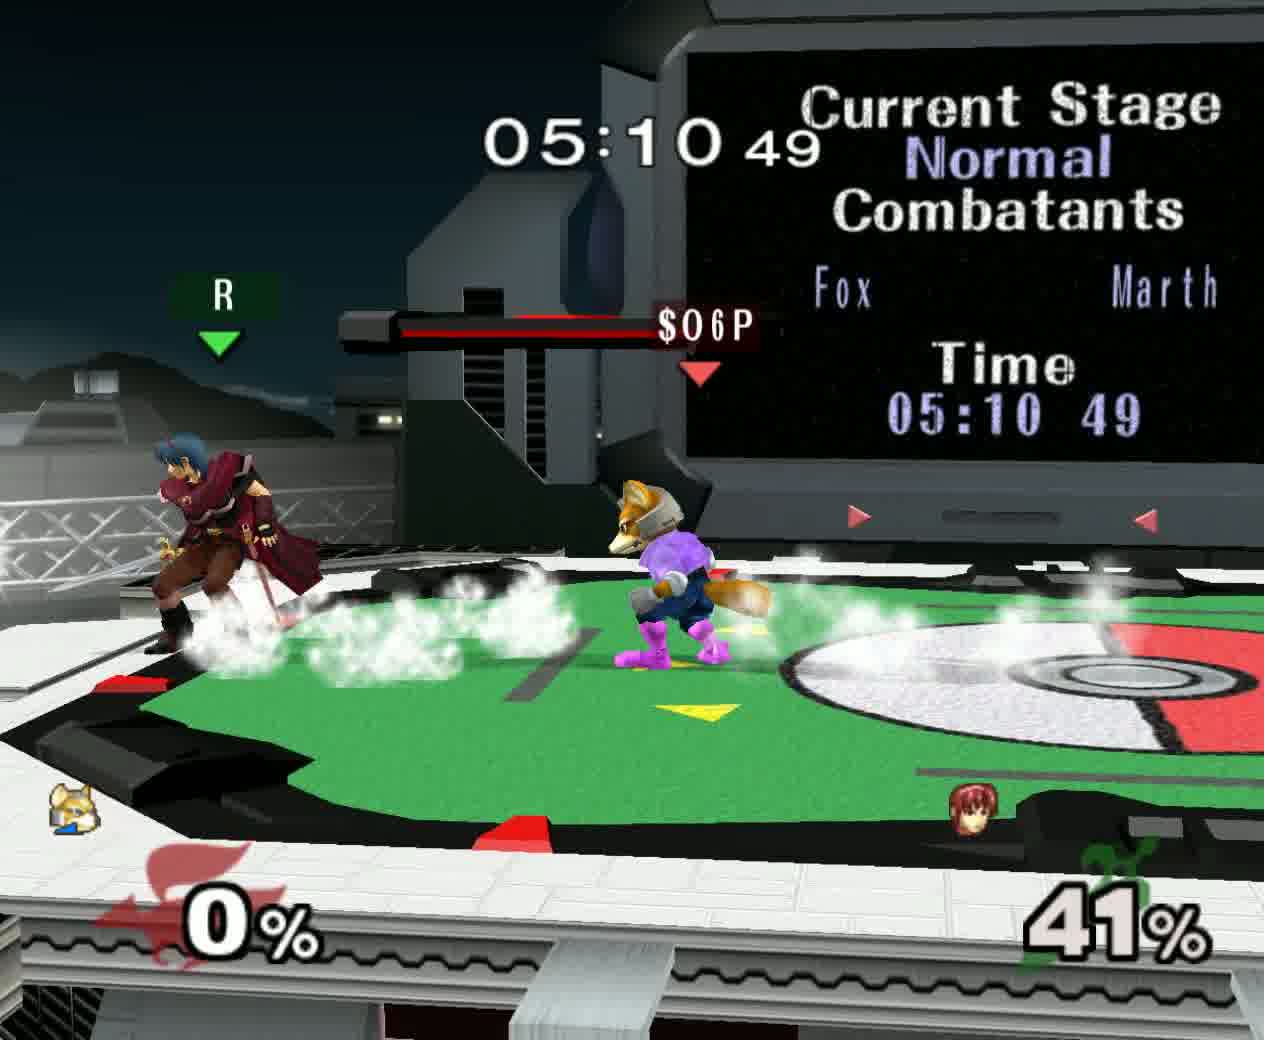 05:10 49
Current Stage
Normal
Combatants
Fox Marth
Time
05:10 49
R
$06P
0%
41%